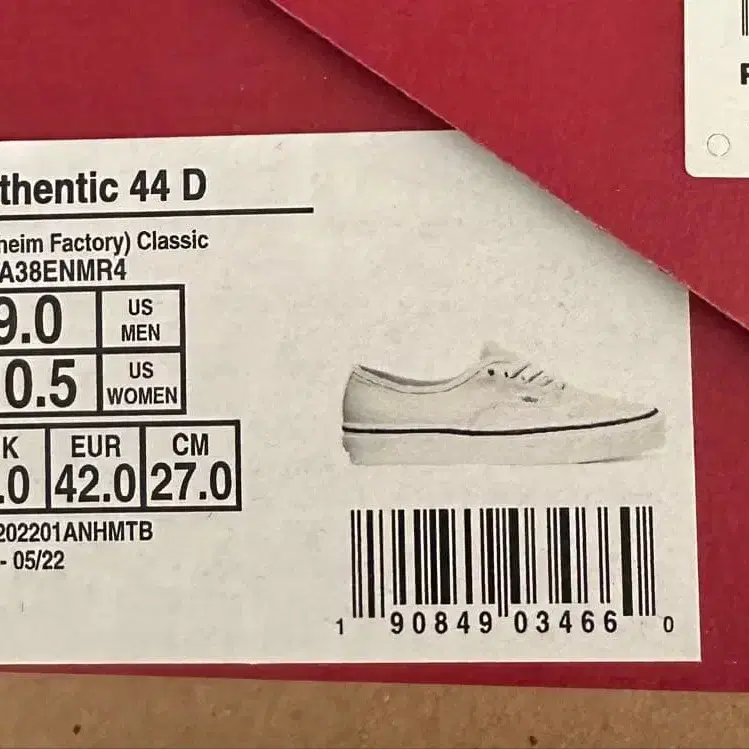 thentic 44 D
heim Factory) Classic
A38ENMR4
9.0 US MEN
0.5 US WOMEN
K EUR CM
.0 42.0 27.0
202201ANHMTB
- 05/22
1 90849 03466 0